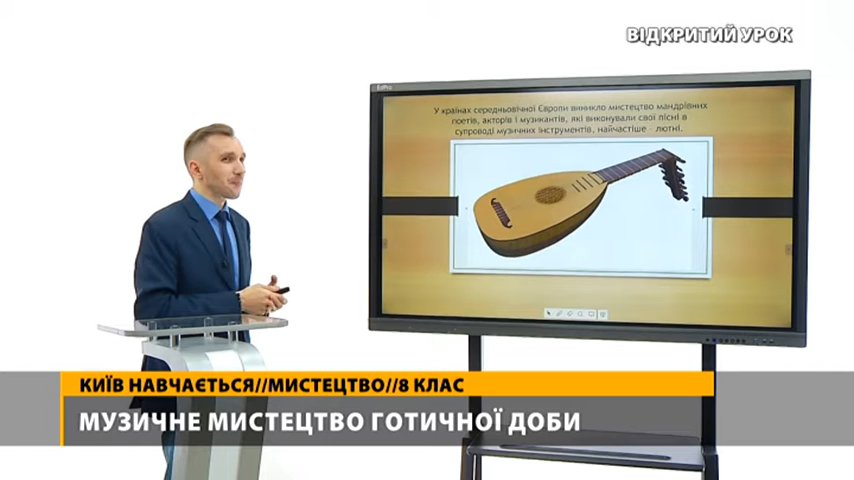 ВІДКРИТИЙ УРОК
EdPro
У країнах середньовічної Європи виникло мистецтво мандрівних
поетів, акторів і музикантів, які виконували свої пісні в
супроводі музичних інструментів, найчастіше – лютні.
КИЇВ НАВЧАЄТЬСЯ//МИСТЕЦТВО//8 КЛАС
МУЗИЧНЕ МИСТЕЦТВО ГОТИЧНОЇ ДОБИ